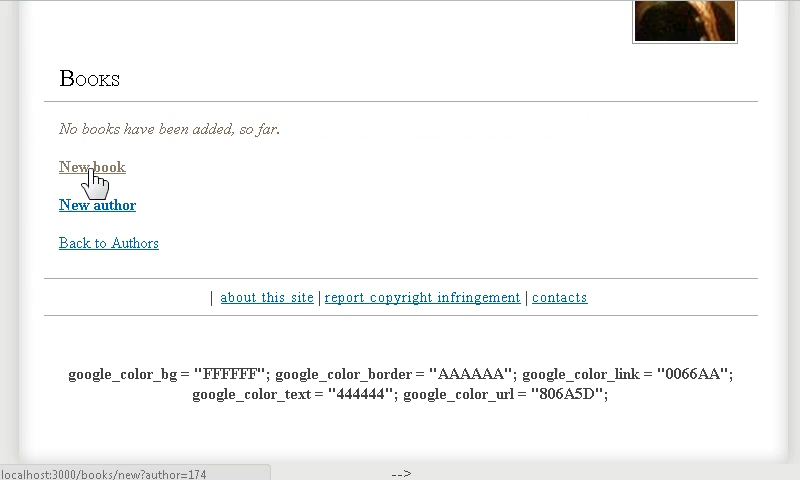 Books
No books have been added, so far.
New book
New author
Back to Authors
| about this site | report copyright infringement | contacts
google_color_bg = "FFFFFF"; google_color_border = "AAAAAA"; google_color_link = "0066AA";
google_color_text = "444444"; google_color_url = "806A5D";
localhost:3000/books/new?author=174
-->